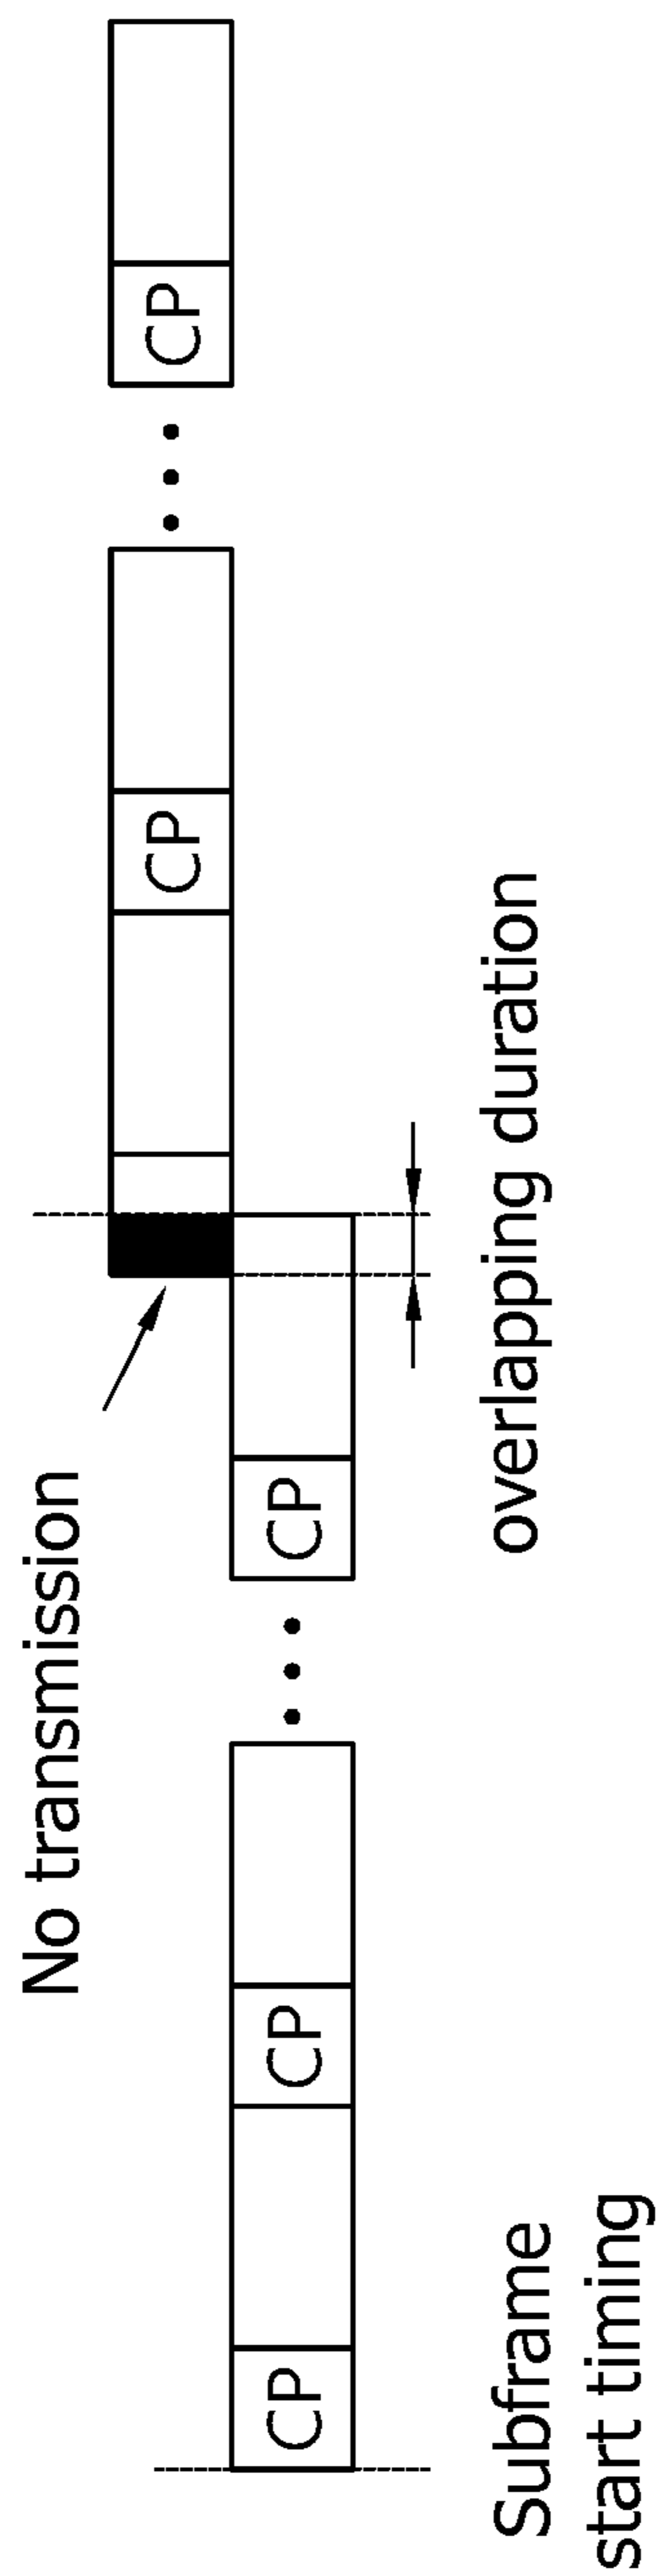 No transmission
CP
CP
CP
CP
CP
Subframe
start timing
overlapping duration